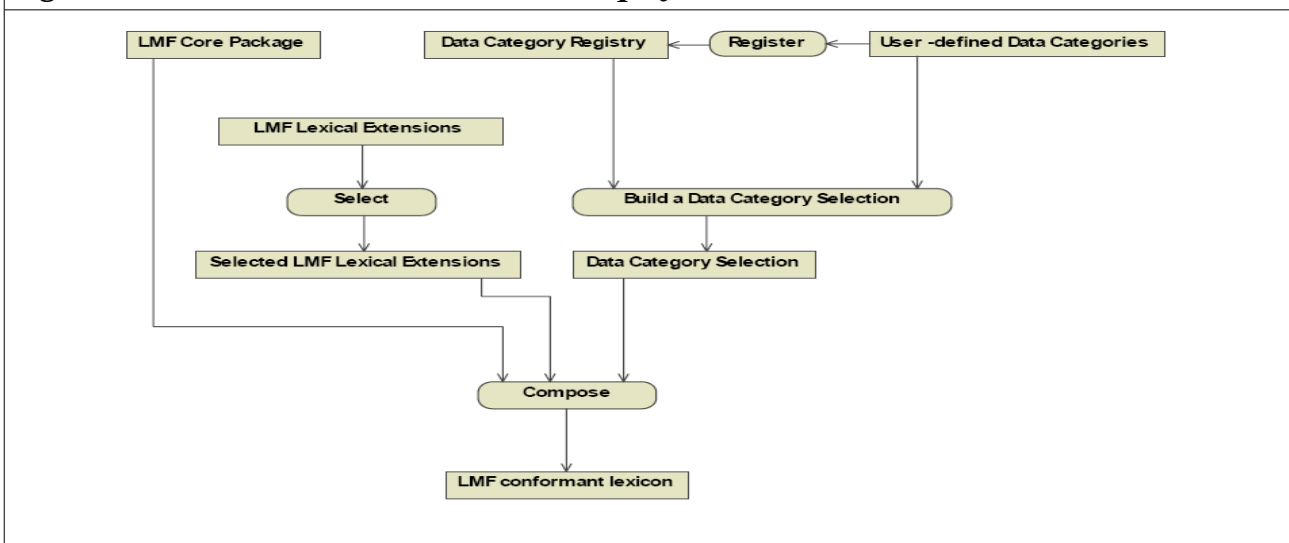 LMF Core Package
Data Category Registry
Register
User -defined Data Categories
LMF Lexical Extensions
Select
Build a Data Category Selection
Selected LMF Lexical Extensions
Data Category Selection
Compose
LMF conformant lexicon